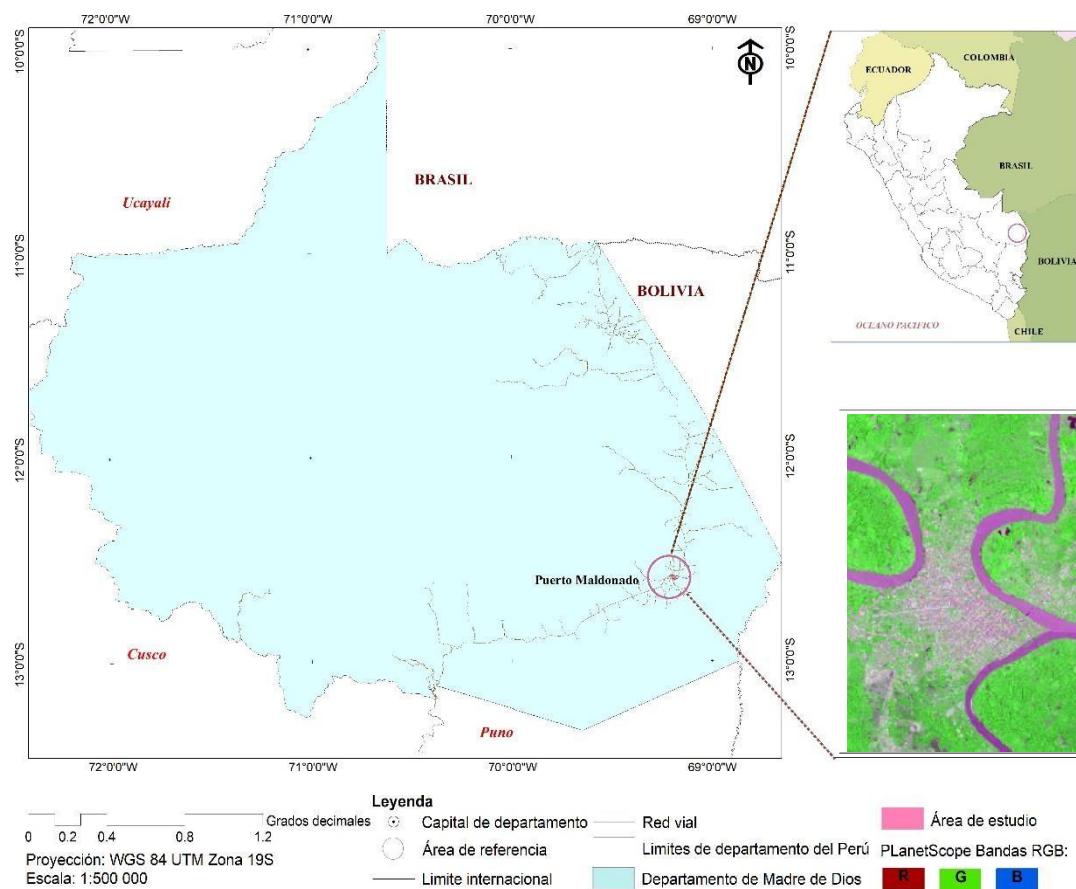 72°0'0"W 71°0'0"W 70°0'0"W 69°0'0"W
10°0'0"S
10°0'0"S
N
BRASIL
Ucayali
11°0'0"S
11°0'0"S
BOLIVIA
12°0'0"S
12°0'0"S
Puerto Maldonado
Cusco
13°0'0"S
13°0'0"S
Puno
72°0'0"W 71°0'0"W 70°0'0"W 69°0'0"W
COLOMBIA
ECUADOR
BRASIL
BOLIVIA
OCEANO PACIFICO
CHILE
Grados decimales
0 0.2 0.4 0.8 1.2
Proyección: WGS 84 UTM Zona 19S
Escala: 1:500 000
Leyenda
Capital de departamento
Área de referencia
Limite internacional
Red vial
Limites de departamento del Perú
Departamento de Madre de Dios
Área de estudio
PLanetScope Bandas RGB:
R G B